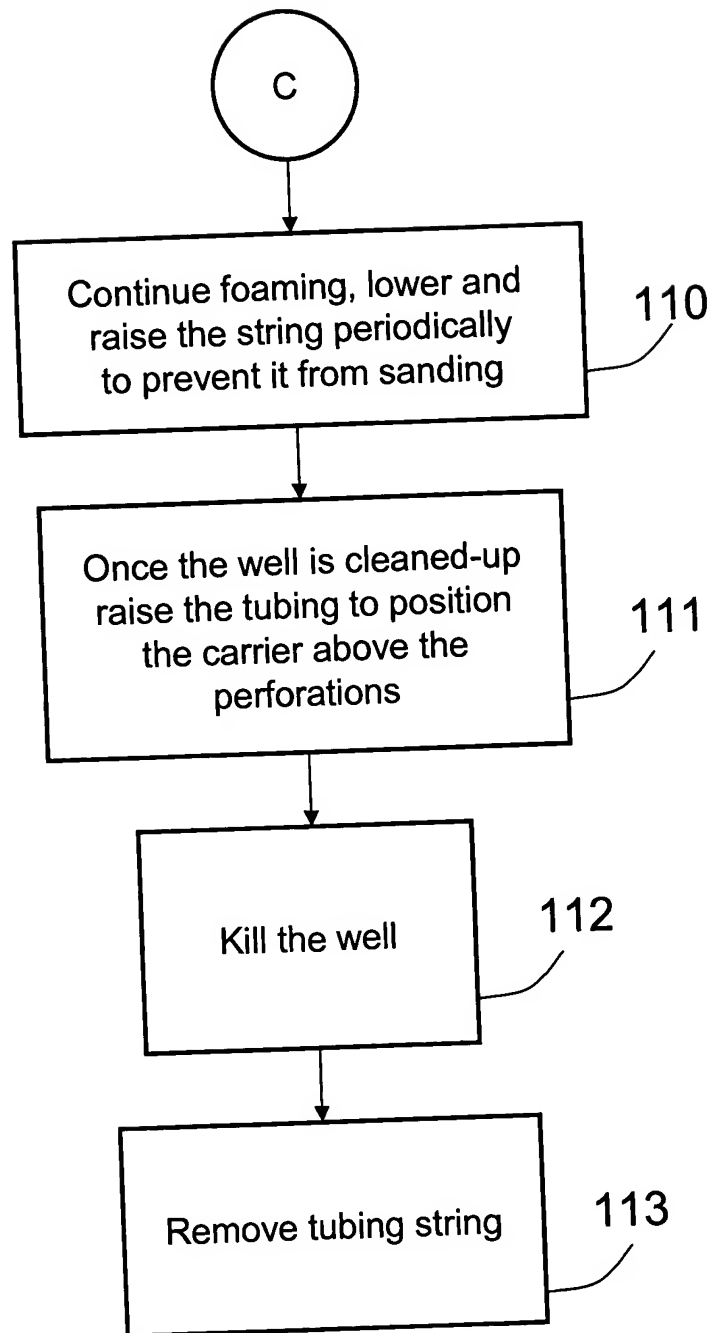 C
Continue foaming, lower and
raise the string periodically
to prevent it from sanding
110
Once the well is cleaned-up
raise the tubing to position
the carrier above the
perforations
111
Kill the well
112
Remove tubing string
113